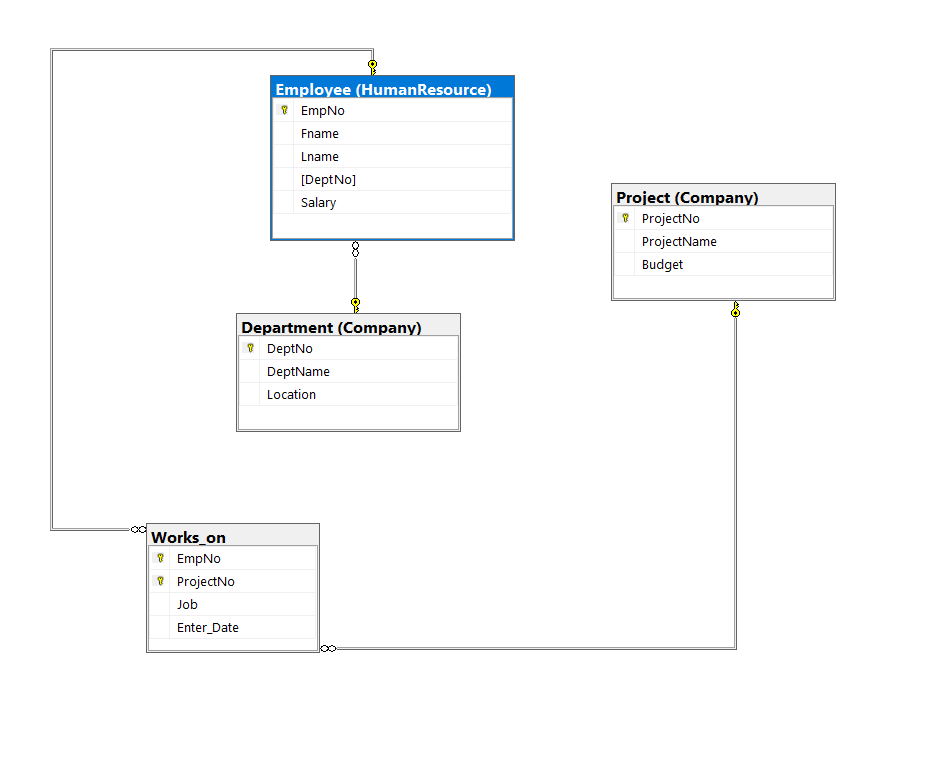 Employee (HumanResource)
EmpNo
Fname
Lname
[DeptNo]
Salary
Project (Company)
ProjectNo
ProjectName
Budget
Department (Company)
DeptNo
DeptName
Location
Works_on
EmpNo
ProjectNo
Job
Enter_Date